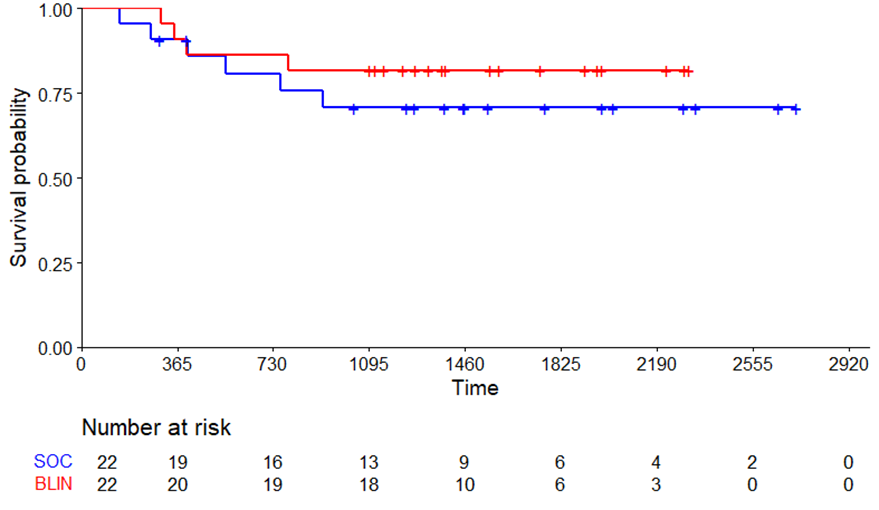 1.00
0.75
0.50
0.25
0.00
Survival probability
0 365 730 1095 1460 1825 2190 2555 2920
Time
Number at risk
SOC 22 19 16 13 9 6 4 2 0
BLIN 22 20 19 18 10 6 3 0 0